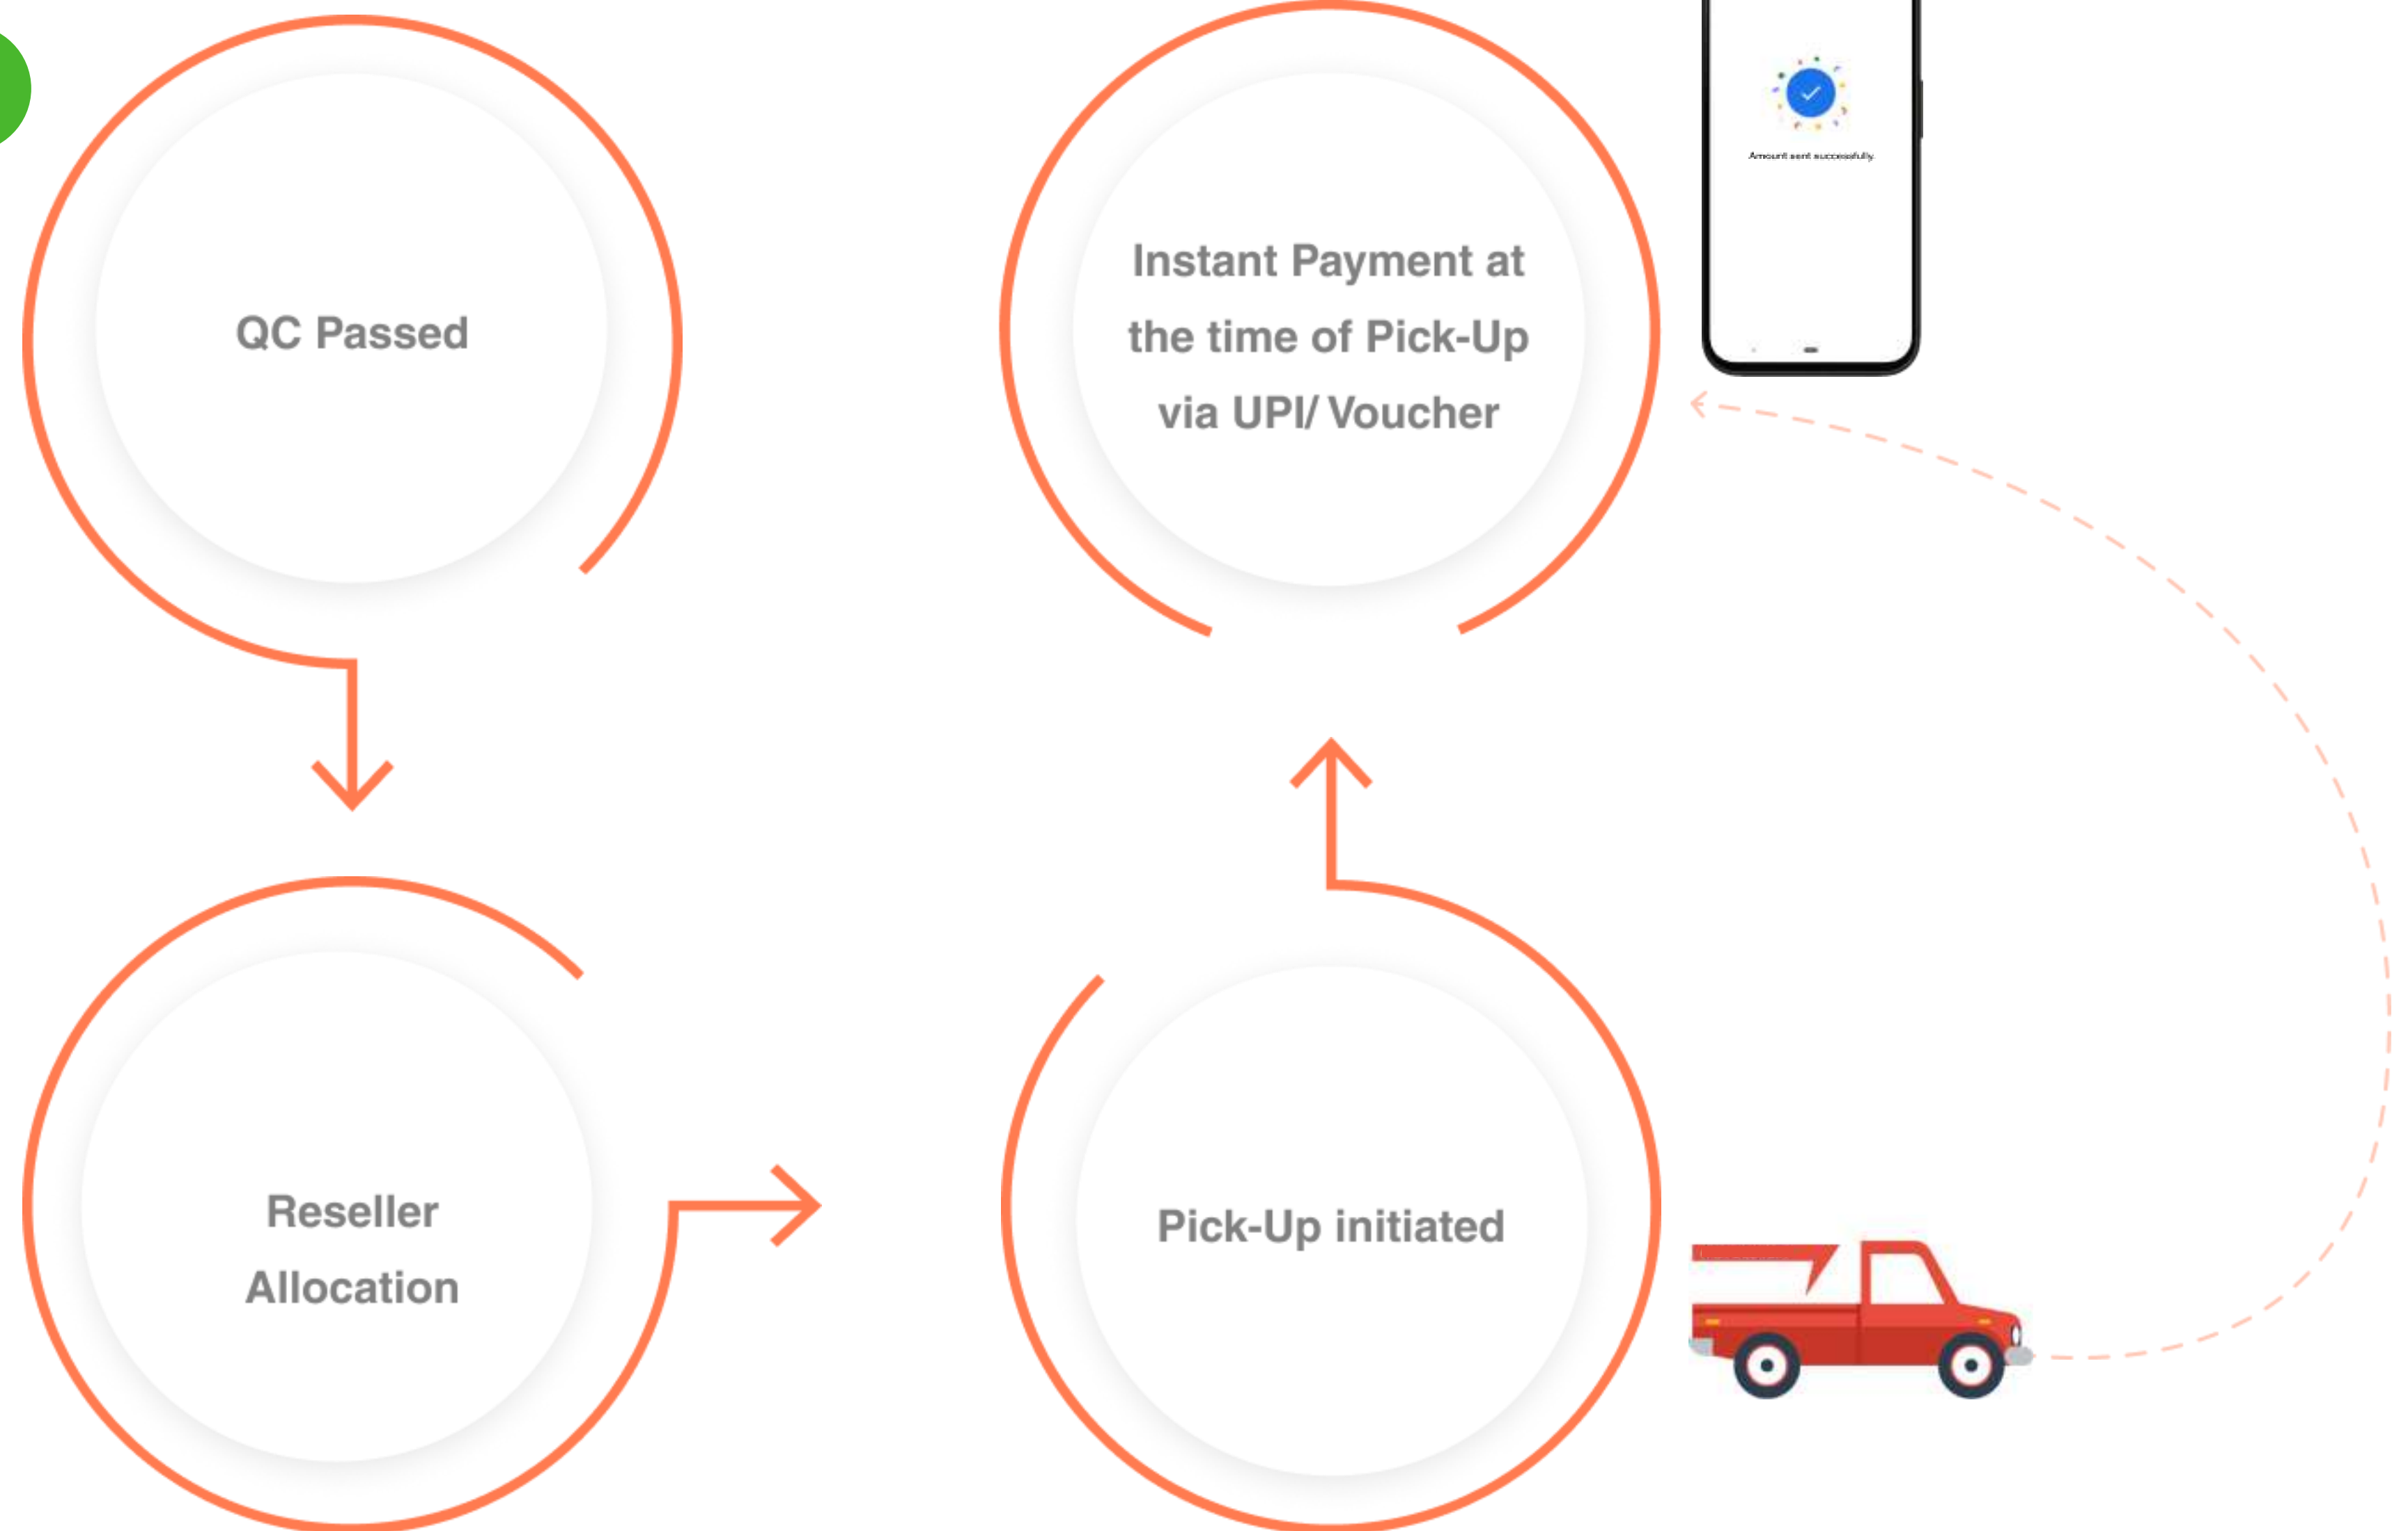 QC Passed
Instant Payment at
the time of Pick-Up
via UPI/ Voucher
Amount sent successfully.
Reseller
Allocation
Pick-Up initiated